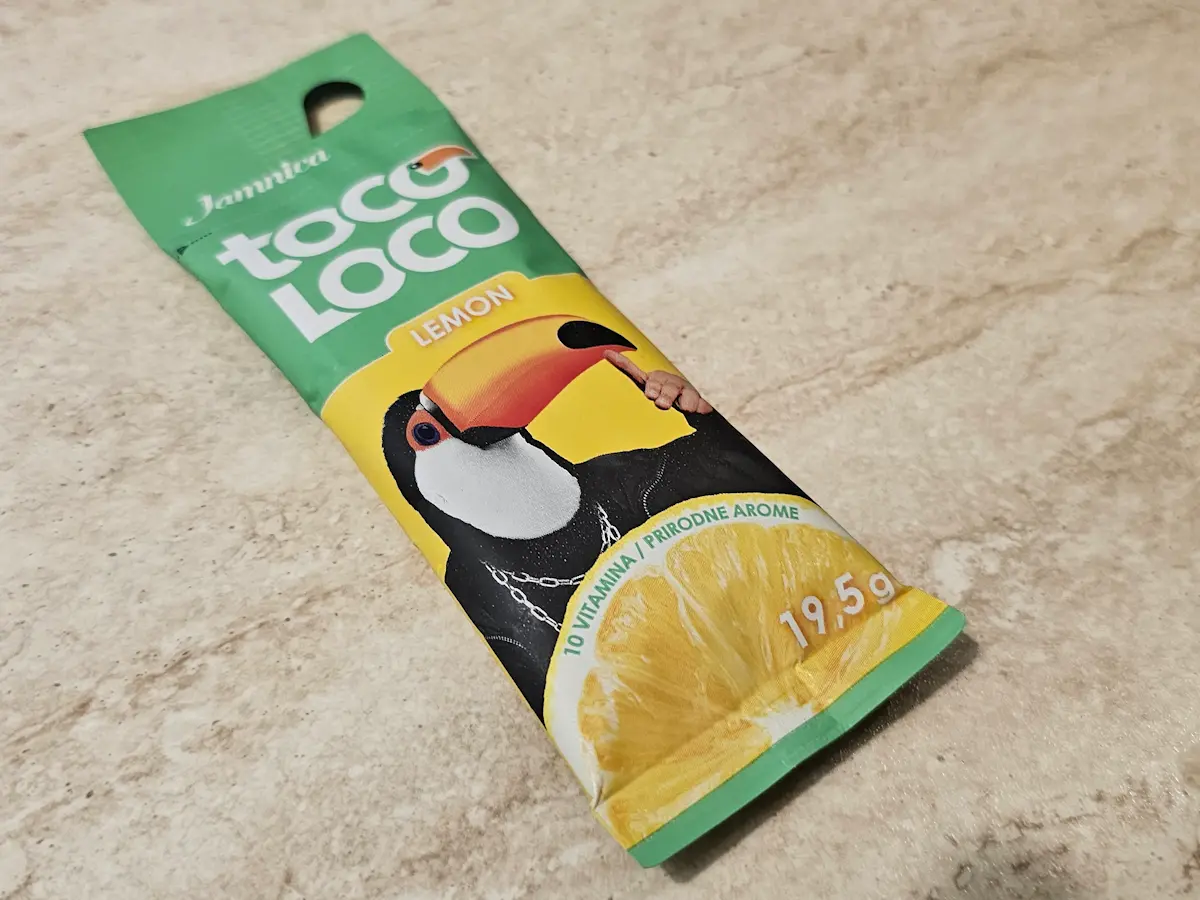 Jamnica
toco
LOCO
LEMON
10 VITAMINA / PRIRODNE AROME
19,5 g